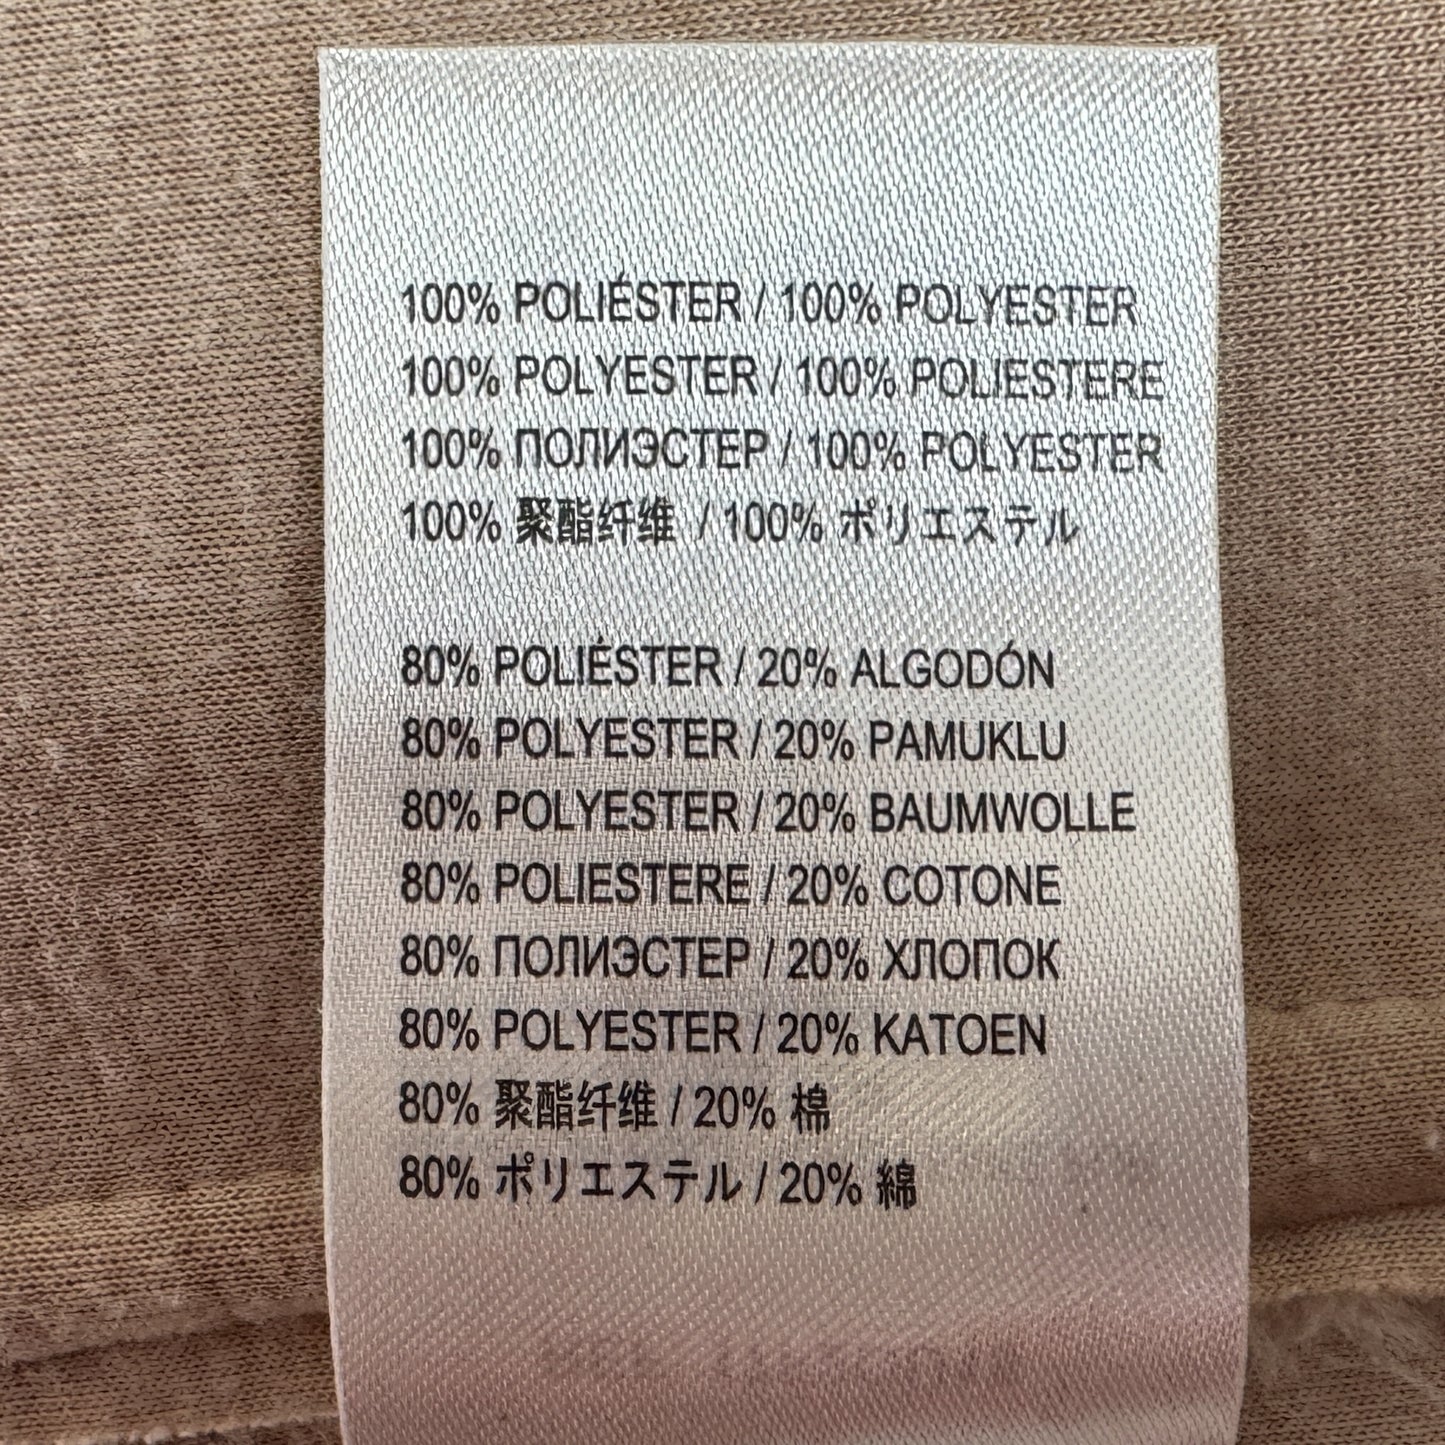 100% POLIÉSTER / 100% POLYESTER
100% POLYESTER / 100% POLIESTERE
100% ПОЛИЭСТЕР / 100% POLYESTER
100% 聚酯纤维 / 100% ポリエステル
80% POLIÉSTER / 20% ALGODÓN
80% POLYESTER / 20% PAMUKLU
80% POLYESTER / 20% BAUMWOLLE
80% POLIESTERE / 20% COTONE
80% ПОЛИЭСТЕР / 20% ХЛОПОК
80% POLYESTER / 20% KATOEN
80% 聚酯纤维 / 20% 棉
80% ポリエステル / 20% 綿